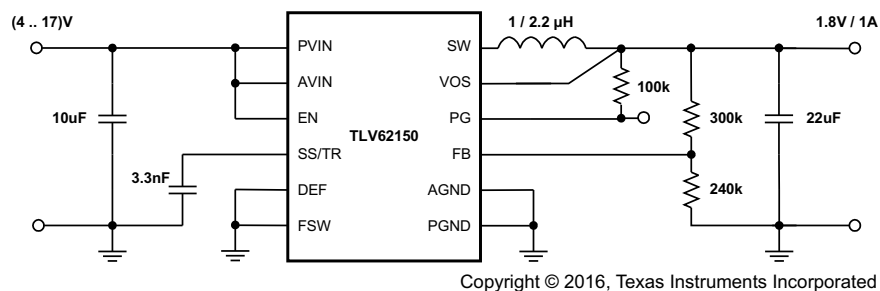 (4 .. 17)V
1 / 2.2 µH
1.8V / 1A
PVIN
SW
AVIN
VOS
100k
10uF
EN
PG
300k
22uF
TLV62150
SS/TR
FB
3.3nF
DEF
AGND
240k
FSW
PGND
Copyright © 2016, Texas Instruments Incorporated